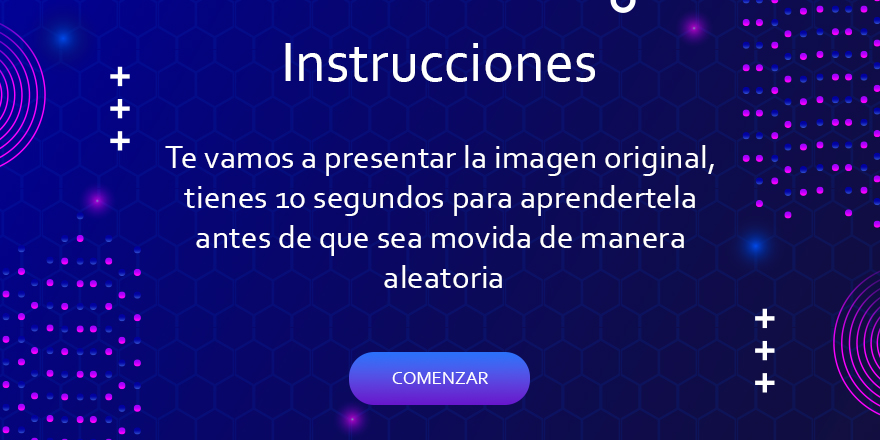 Instrucciones
Te vamos a presentar la imagen original,
tienes 10 segundos para aprendertela
antes de que sea movida de manera
aleatoria
COMENZAR